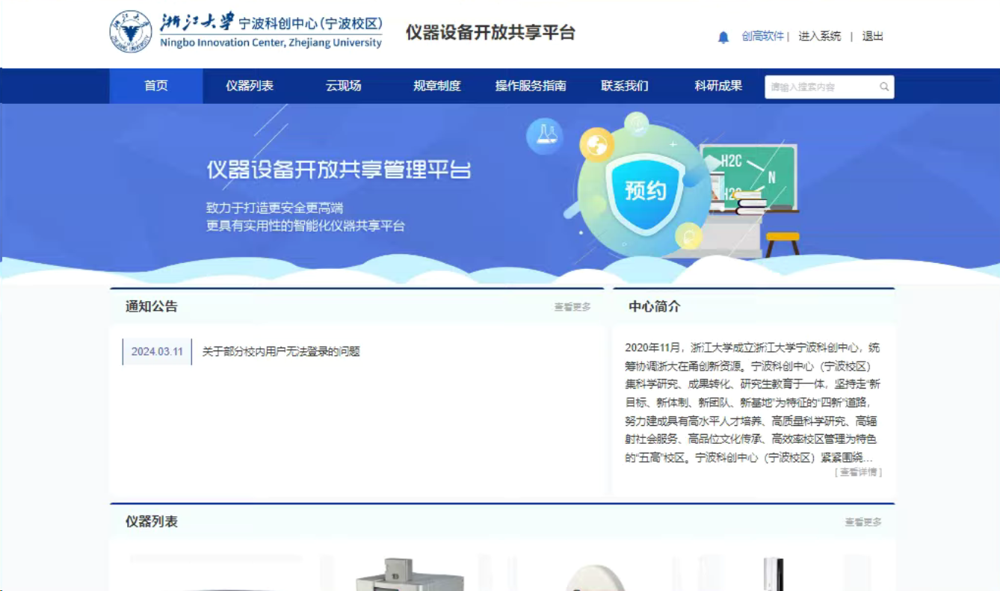 浙江大学 宁波科创中心(宁波校区)
Ningbo Innovation Center, Zhejiang University
仪器设备开放共享平台
创高软件 | 进入系统 | 退出
首页 仪器列表 云现场 规章制度 操作服务指南 联系我们 科研成果 请输入搜索内容
仪器设备开放共享管理平台
致力于打造更安全更高端
更具有实用性的智能化仪器共享平台
预约
H2C
N
H2C
通知公告 查看更多
2024.03.11 关于部分校内用户无法登录的问题
中心简介
2020年11月，浙江大学成立浙江大学宁波科创中心，统
筹协调浙大在甬创新资源。宁波科创中心（宁波校区）
集科学研究、成果转化、研究生教育于一体，坚持走“新
目标、新体制、新团队、新基地”为特征的“四新”道路，
努力建成具有高水平人才培养、高质量科学研究、高辐
射社会服务、高品位文化传承、高效率校区管理为特色
的“五高”校区。宁波科创中心（宁波校区）紧紧围绕...
[ 查看详情 ]
仪器列表 查看更多